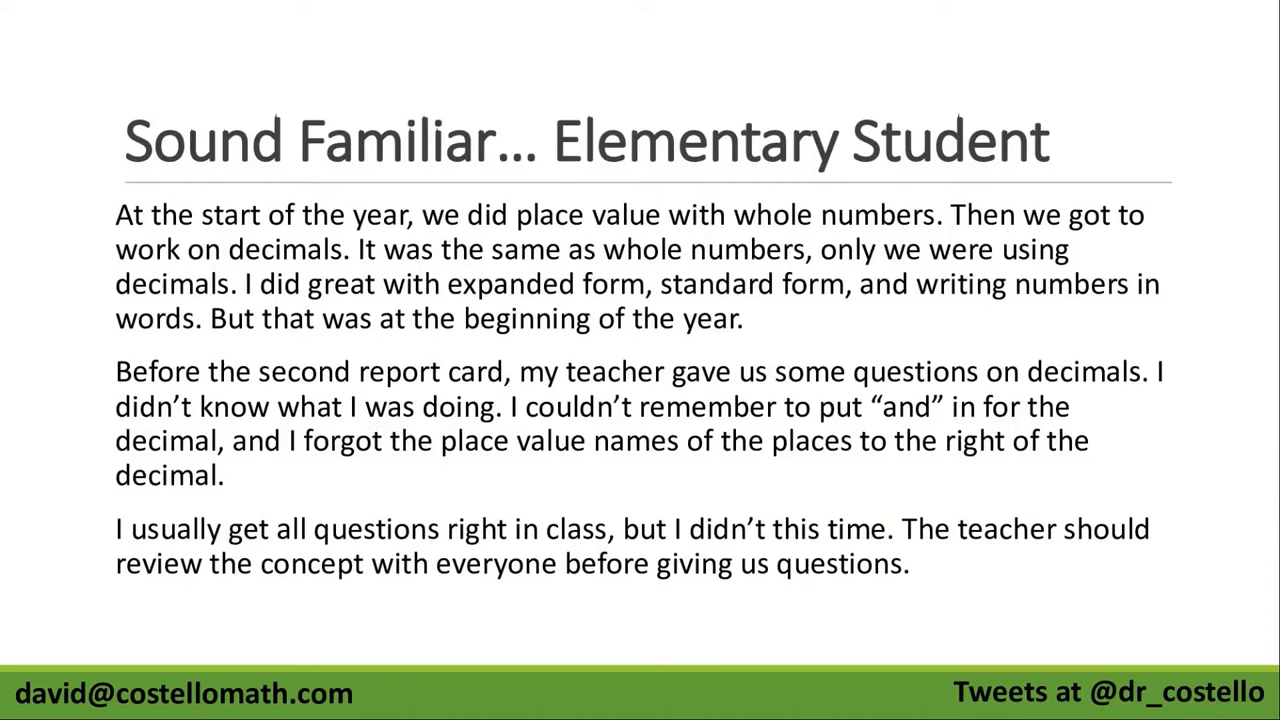 Sound Familiar... Elementary Student
At the start of the year, we did place value with whole numbers. Then we got to
work on decimals. It was the same as whole numbers, only we were using
decimals. I did great with expanded form, standard form, and writing numbers in
words. But that was at the beginning of the year.
Before the second report card, my teacher gave us some questions on decimals. I
didn’t know what I was doing. I couldn’t remember to put “and” in for the
decimal, and I forgot the place value names of the places to the right of the
decimal.
I usually get all questions right in class, but I didn’t this time. The teacher should
review the concept with everyone before giving us questions.
david@costellomath.com
Tweets at @dr_costello